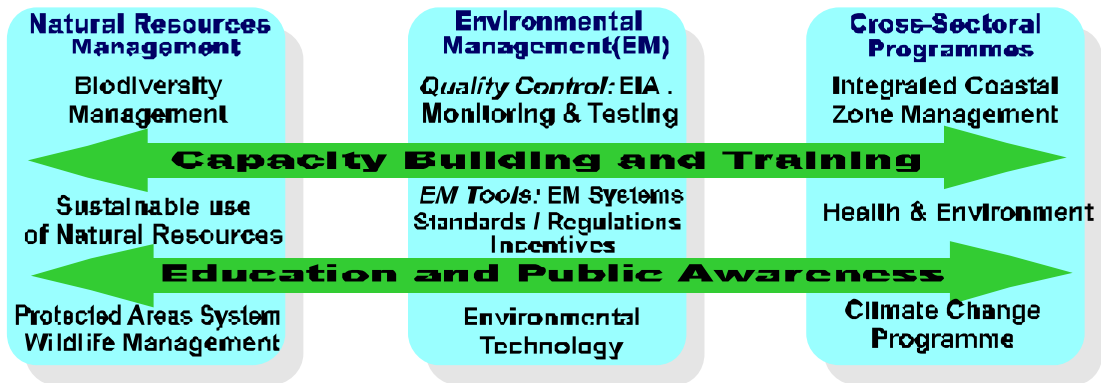 Natural Resources
Management
Biodiversity
Management
Environmental
Management(EM)
Quality Control: EIA .
Monitoring & Testing
Cross-Sectoral
Programmes
Integrated Coastal
Zone Management
Capacity Building and Training
Sustainable use
of Natural Resources
EM Tools: EM Systems
Standards / Regulations
Incentives
Health & Environment
Education and Public Awareness
Protected Areas System
Wildlife Management
Environmental
Technology
Climate Change
Programme